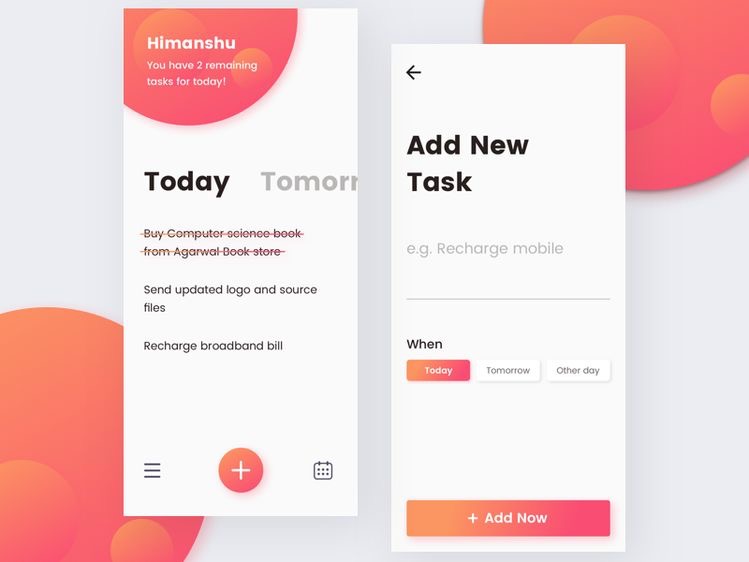 Himanshu
You have 2 remaining
tasks for today!
Today Tomorr
Buy Computer science book
from Agarwal Book store
Send updated logo and source
files
Recharge broadband bill
Add New
Task
e.g. Recharge mobile
When
Today Tomorrow Other day
+ Add Now